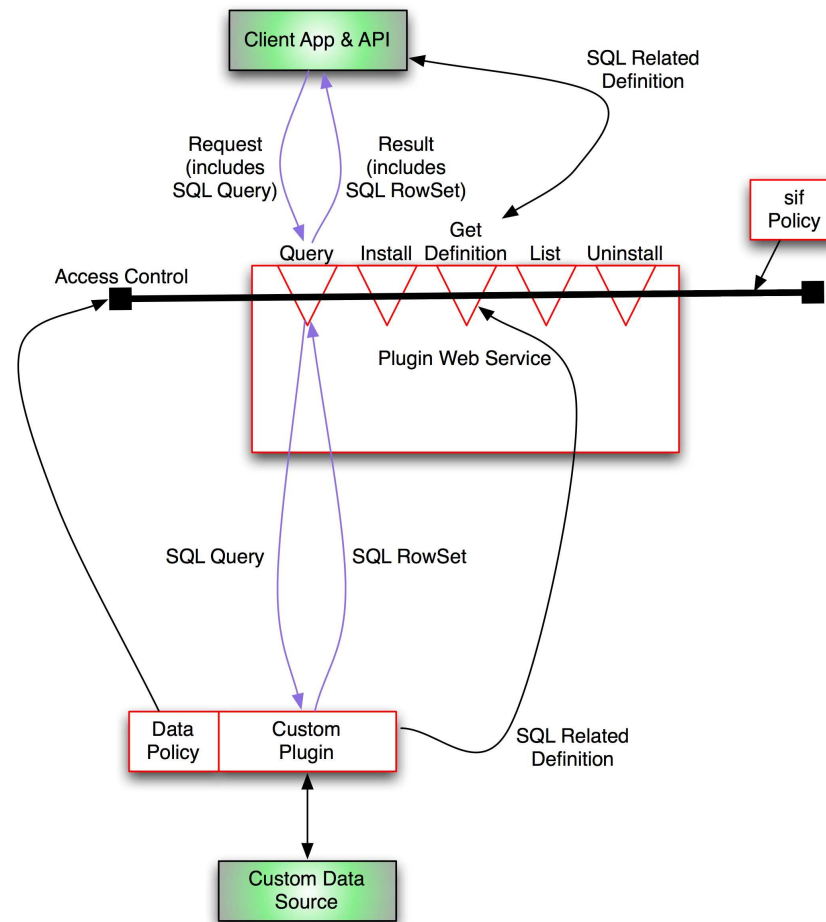 Client App & API
SQL Related
Definition
Request
(includes
SQL Query)
Result
(includes
SQL RowSet)
sif
Policy
Get
Query
Install
Definition
List
Uninstall
Access Control
Plugin Web Service
SQL Query
SQL RowSet
Data
Policy
Custom
Plugin
SQL Related
Definition
Custom Data
Source